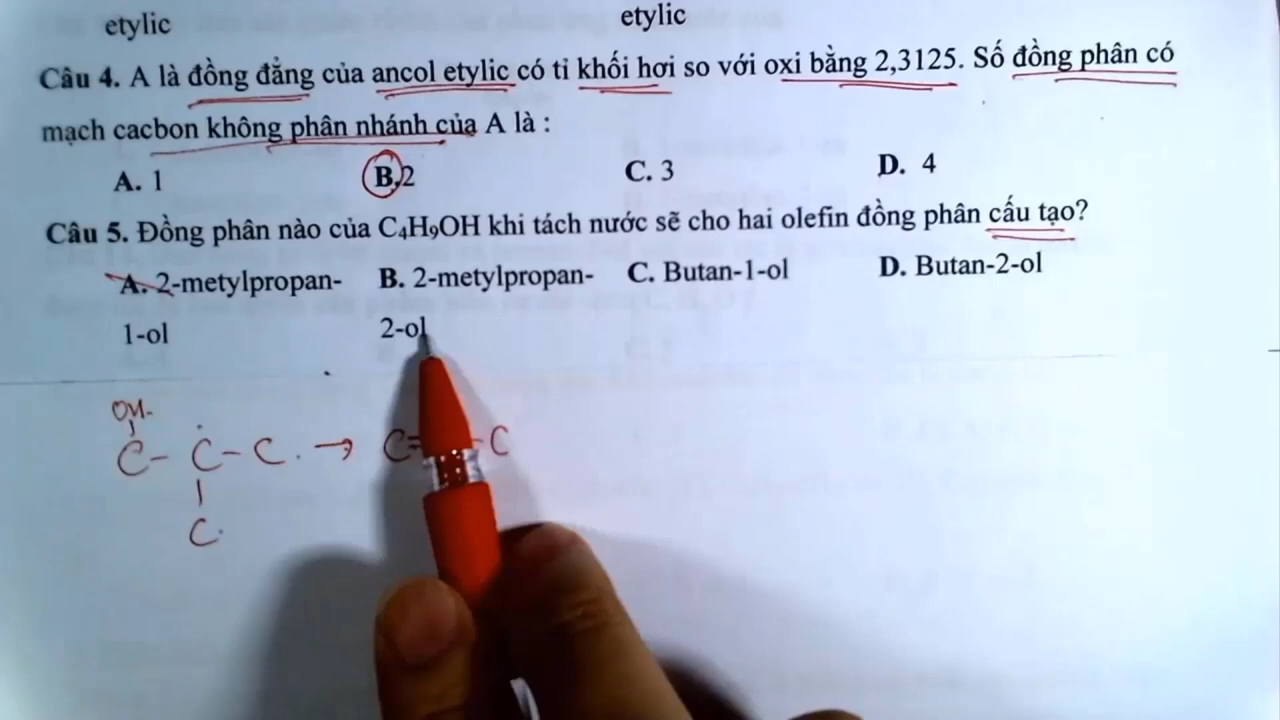 etylic etylic
Câu 4. A là đồng đẳng của ancol etylic có tỉ khối hơi so với oxi bằng 2,3125. Số đồng phân có
mạch cacbon không phân nhánh của A là :
A. 1 B. 2 C. 3 D. 4
Câu 5. Đồng phân nào của C₄H₉OH khi tách nước sẽ cho hai olefin đồng phân cấu tạo?
A. 2-metylpropan- B. 2-metylpropan- C. Butan-1-ol D. Butan-2-ol
1-ol 2-ol
OH
C - C - C → C= -C
C